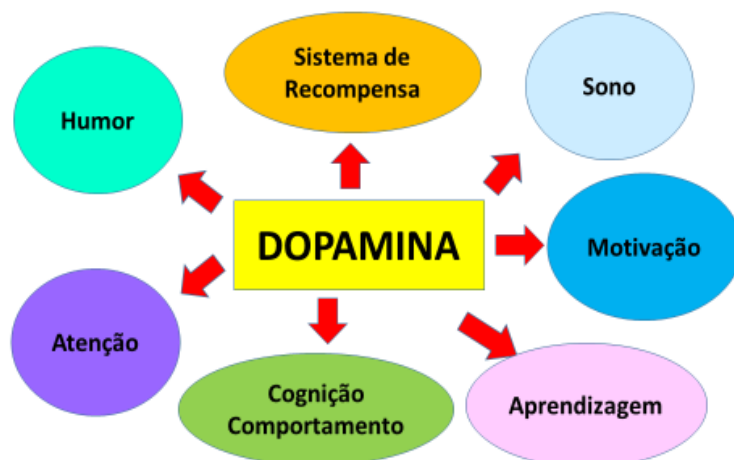 Sistema de
Recompensa
Sono
Humor
DOPAMINA
Motivação
Atenção
Cognição
Comportamento
Aprendizagem